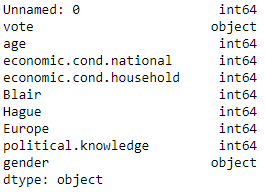 Unnamed: 0 int64
vote object
age int64
economic.cond.national int64
economic.cond.household int64
Blair int64
Hague int64
Europe int64
political.knowledge int64
gender object
dtype: object